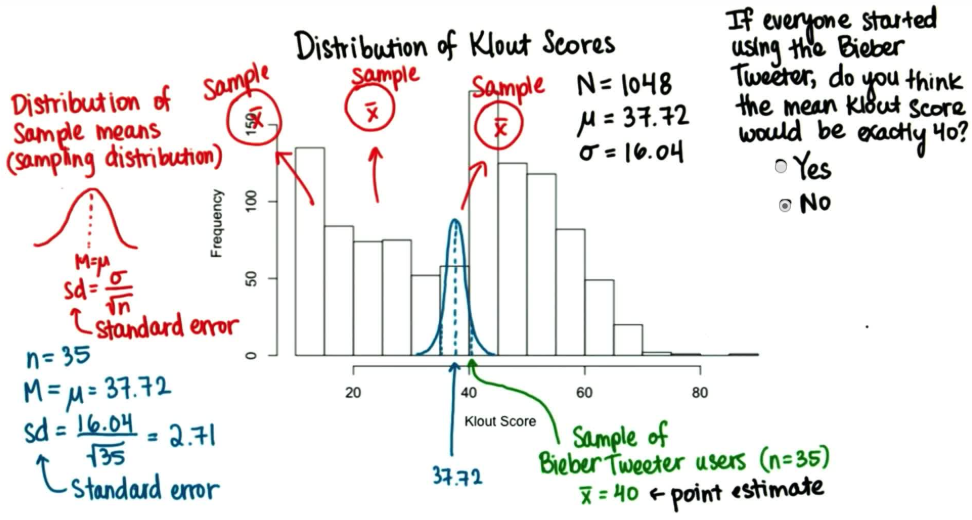 Distribution of Klout Scores
If everyone started
using the Bieber
Tweeter, do you think
the mean Klout Score
would be exactly 40?
Yes
No
N = 1048
μ = 37.72
σ = 16.04
Sample
x̄
Sample
x̄
Sample
x̄
Distribution of
Sample means
(sampling distribution)
M=μ
sd = σ/√n
Standard error
n = 35
M = μ = 37.72
sd = 16.04/√35 = 2.71
Standard error
Frequency
150
100
50
0
20
40
60
80
Klout Score
37.72
Sample of
Bieber Tweeter users (n=35)
x̄ = 40 ← point estimate